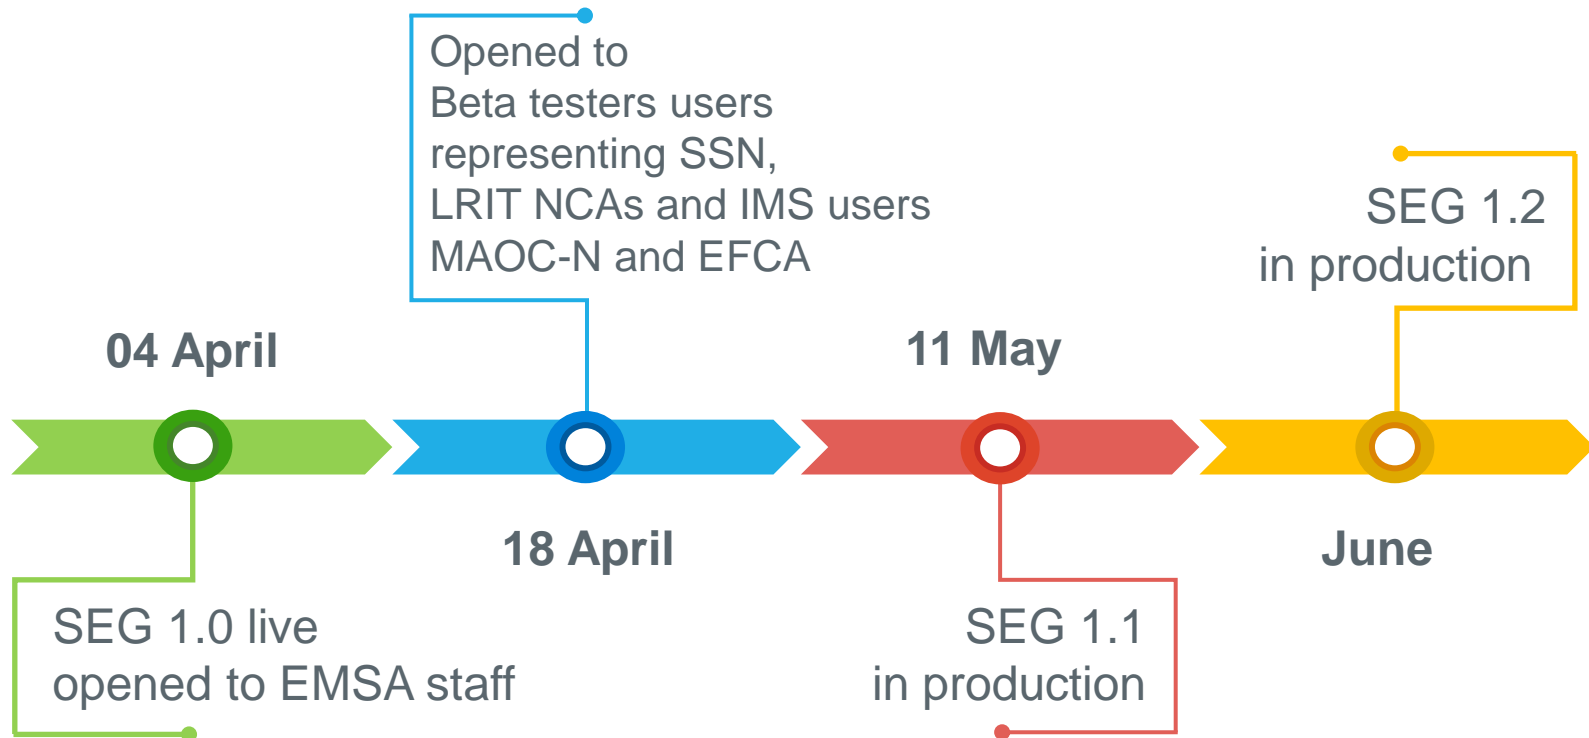 04 April
SEG 1.0 live
opened to EMSA staff
Opened to
Beta testers users
representing SSN,
LRIT NCAs and IMS users
MAOC-N and EFCA
18 April
11 May
SEG 1.1
in production
SEG 1.2
in production
June